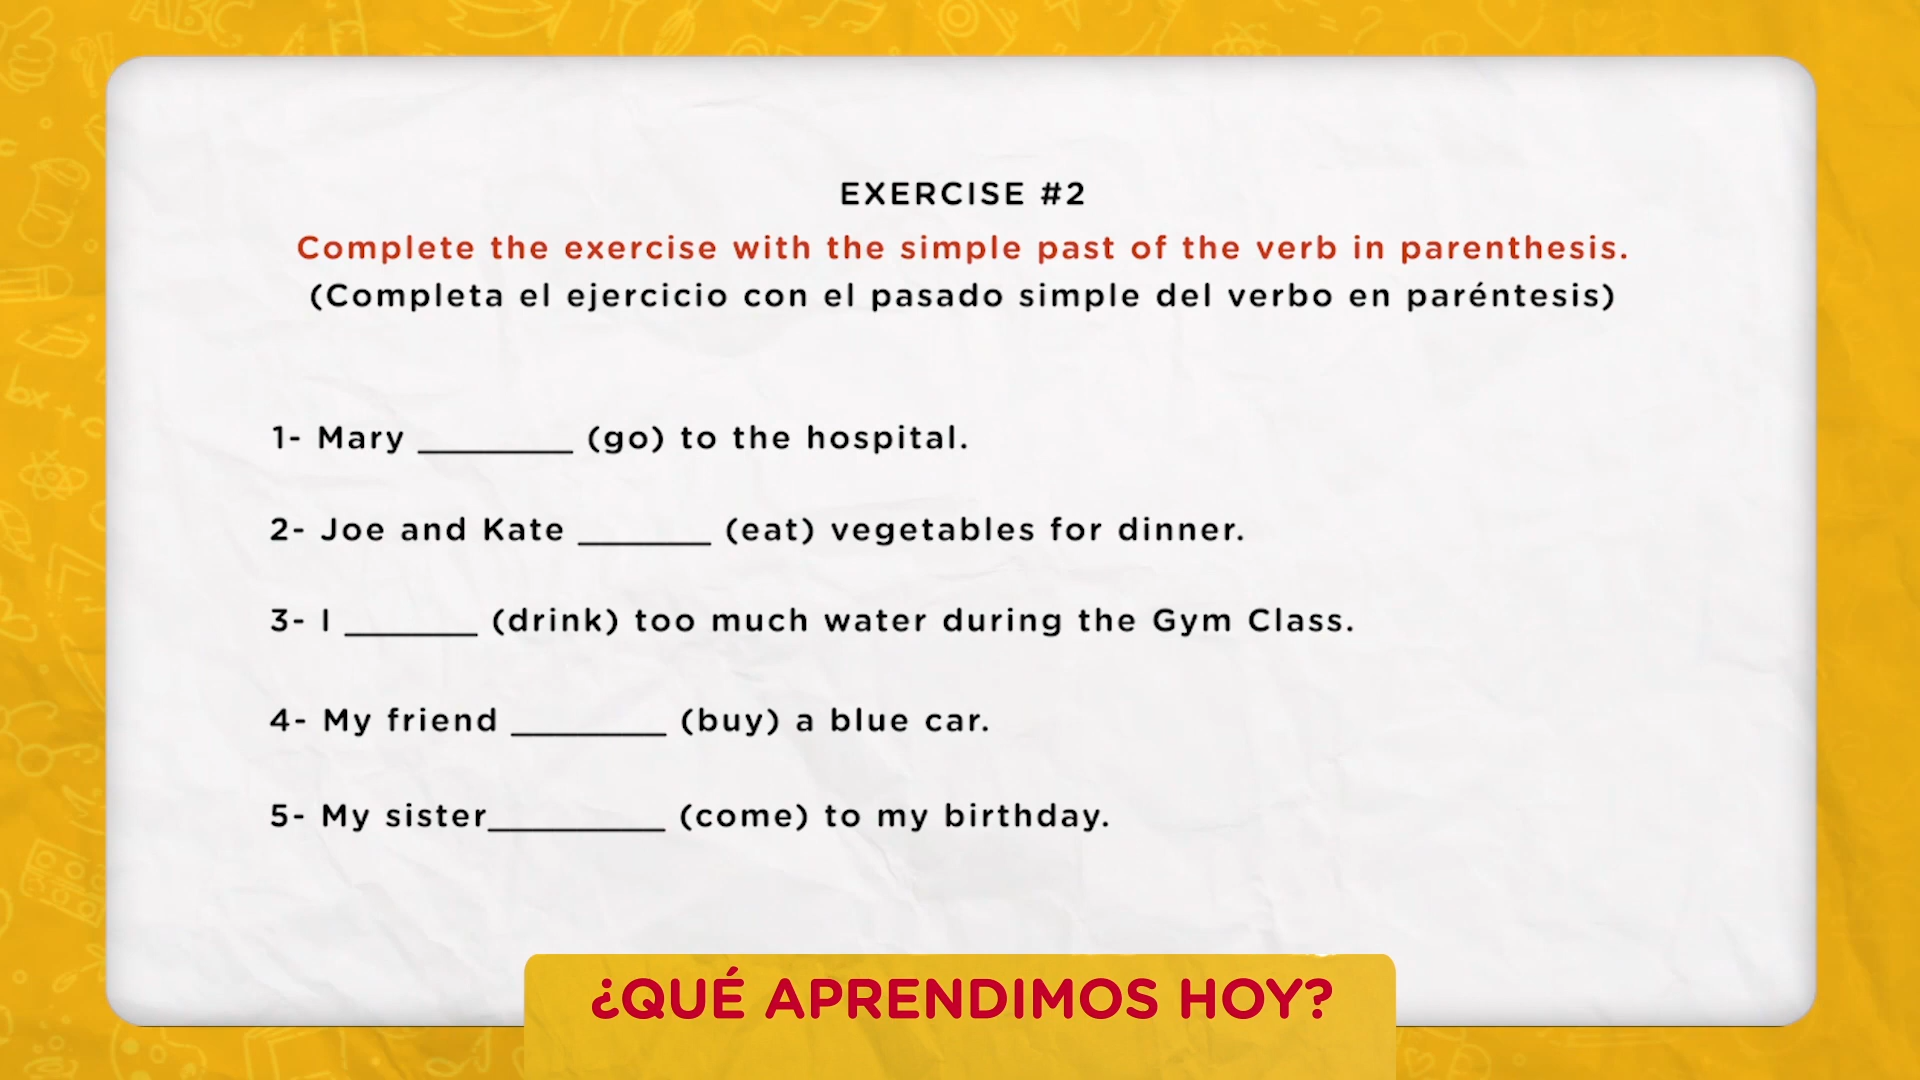 EXERCISE #2
Complete the exercise with the simple past of the verb in parenthesis.
(Completa el ejercicio con el pasado simple del verbo en paréntesis)
1- Mary ________ (go) to the hospital.
2- Joe and Kate _______ (eat) vegetables for dinner.
3- I _______ (drink) too much water during the Gym Class.
4- My friend ________ (buy) a blue car.
5- My sister_________ (come) to my birthday.
¿QUÉ APRENDIMOS HOY?